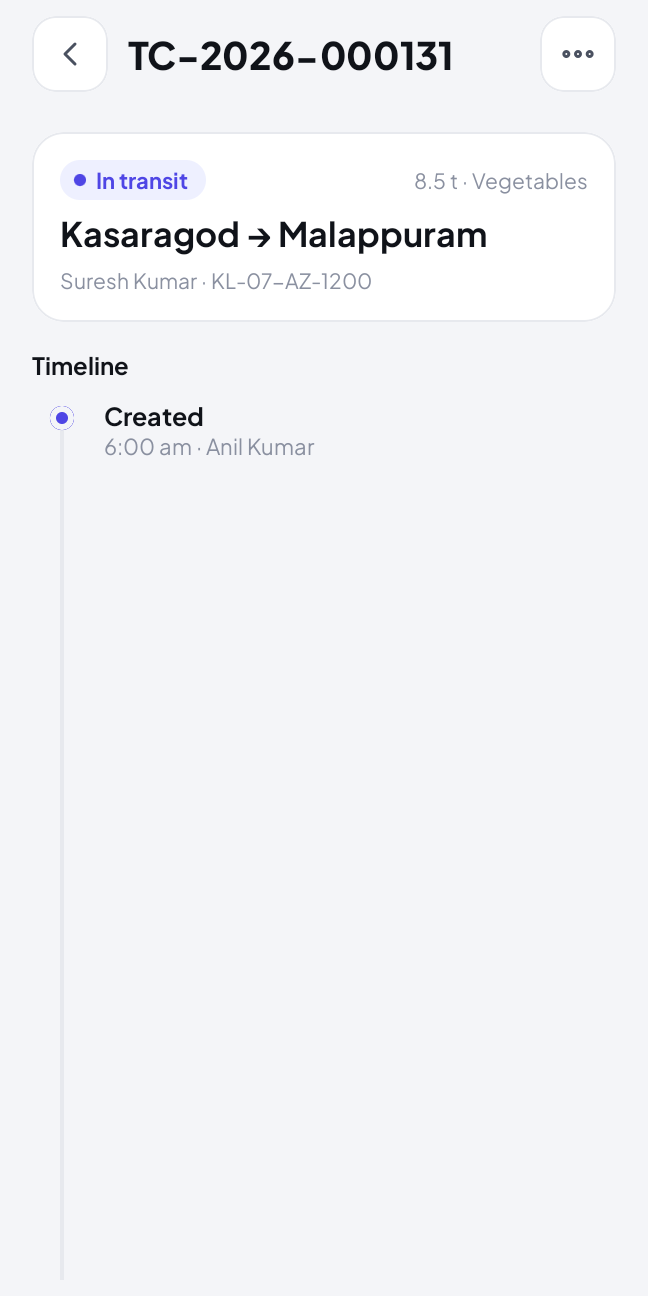 TC-2026-000131
In transit
8.5 t · Vegetables
Kasaragod → Malappuram
Suresh Kumar · KL-07-AZ-1200
Timeline
Created
6:00 am · Anil Kumar